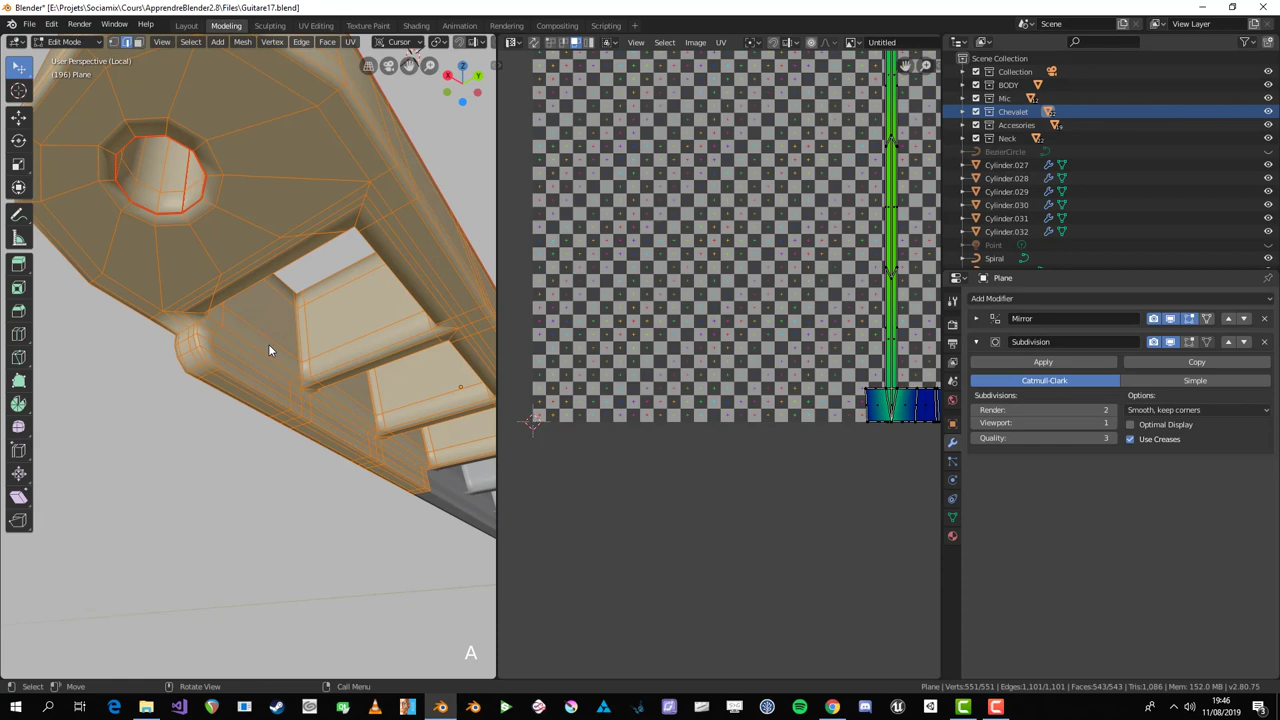 Blender* [E:\Projets Paint\Sociamix\Cours\ApprendreBlender2.8\Files\Guitare17.blend]
File Edit Render Window Help Layout Modeling Sculpting UV Editing Texture Paint Shading Animation Rendering Compositing Scripting Scene View Layer
Edit Mode View Select Add Mesh Vertex Edge Face UV Cursor View Select Image UV Untitled
User Perspective (Local)
(196) Plane
Scene Collection
Collection
BODY
Mic
Chevalet
Accesories
Neck
BezierCircle
Cylinder.027
Cylinder.028
Cylinder.029
Cylinder.030
Cylinder.031
Cylinder.032
Point
Spiral
Plane
Add Modifier
Mirror
Subdivision
Apply Copy
Catmull-Clark Simple
Subdivisions: Options:
Render: 2 Smooth, keep corners
Viewport: 1 Optimal Display
Quality: 3 Use Creases
A
Select Move Rotate View Call Menu Plane | Verts:551/551 | Edges:1,101/1,101 | Faces:543/543 | Tris:1,086 | Mem: 152.0 MB | v2.80.75
19:46
11/08/2019